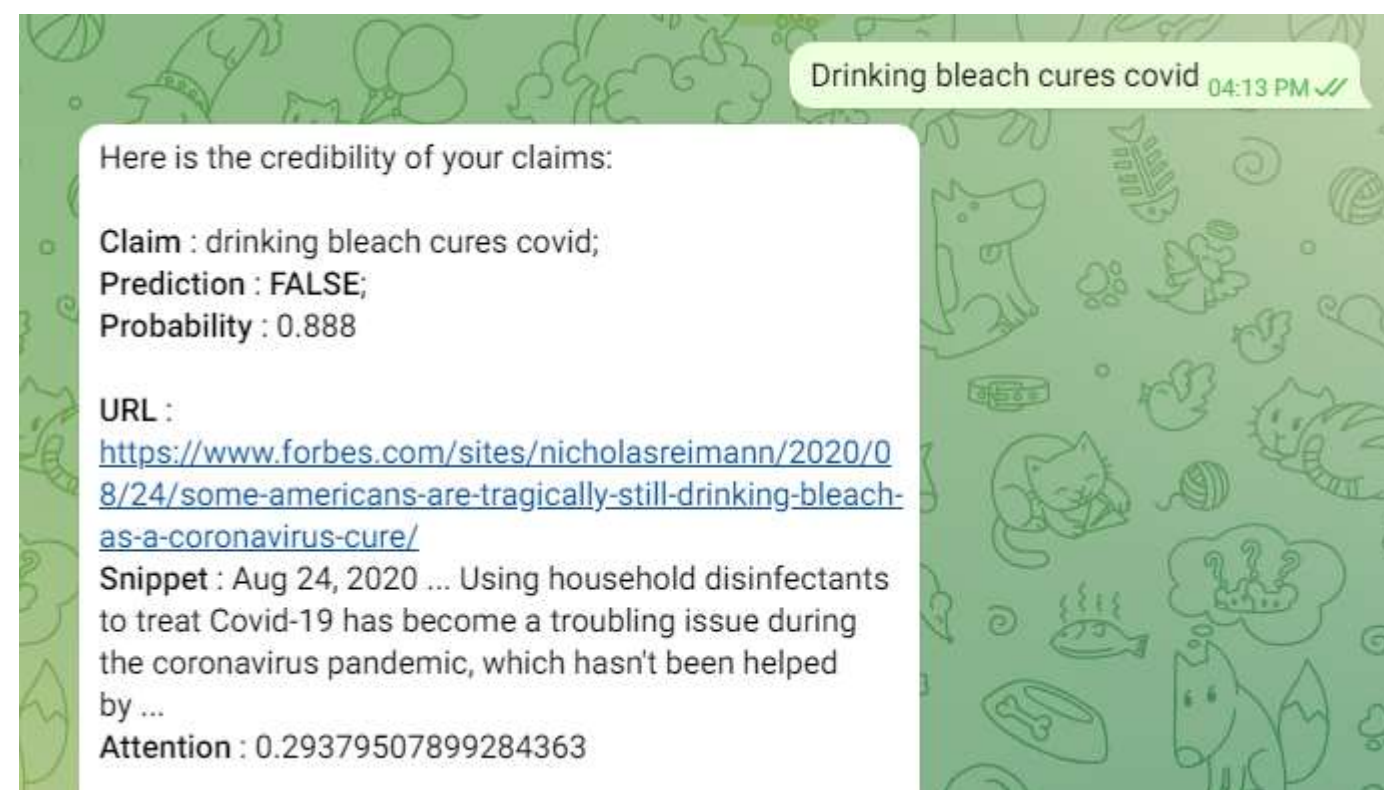 Drinking bleach cures covid 04:13 PM
Here is the credibility of your claims:
Claim : drinking bleach cures covid;
Prediction : FALSE;
Probability : 0.888
URL :
https://www.forbes.com/sites/nicholasreimann/2020/0
8/24/some-americans-are-tragically-still-drinking-bleach-
as-a-coronavirus-cure/
Snippet : Aug 24, 2020 ... Using household disinfectants
to treat Covid-19 has become a troubling issue during
the coronavirus pandemic, which hasn't been helped
by ...
Attention : 0.29379507899284363